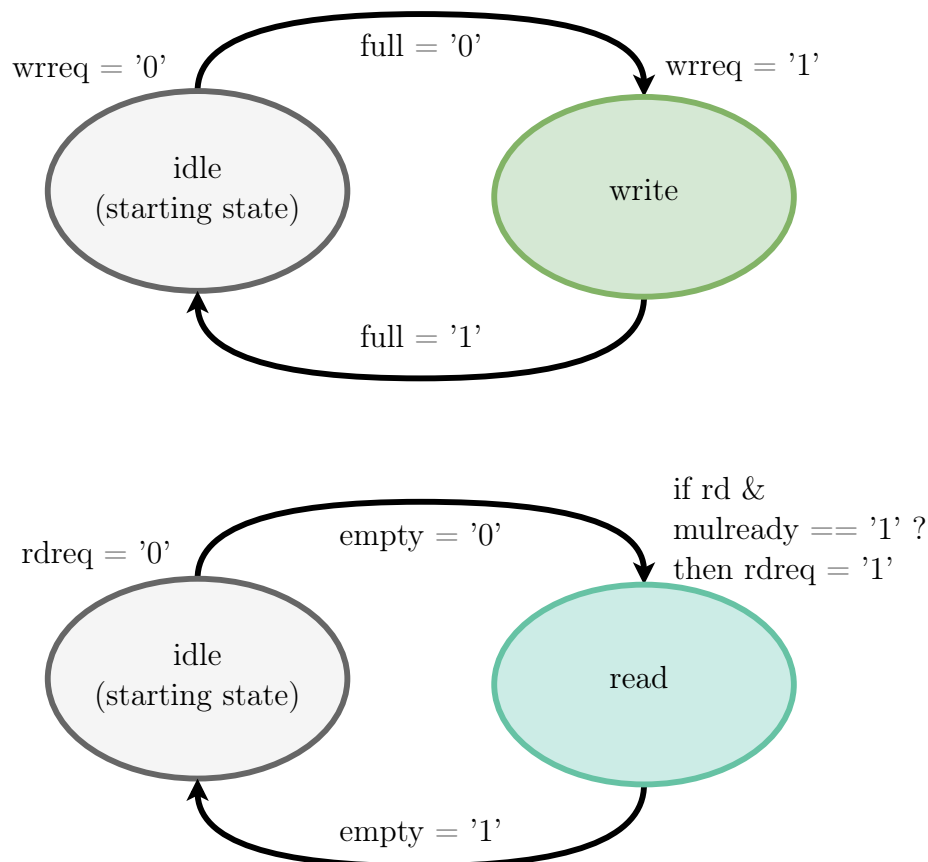 full = '0'
wrreq = '0'
wrreq = '1'
idle
(starting state)
write
full = '1'
if rd &
mulready == '1' ?
then rdreq = '1'
empty = '0'
rdreq = '0'
idle
(starting state)
read
empty = '1'